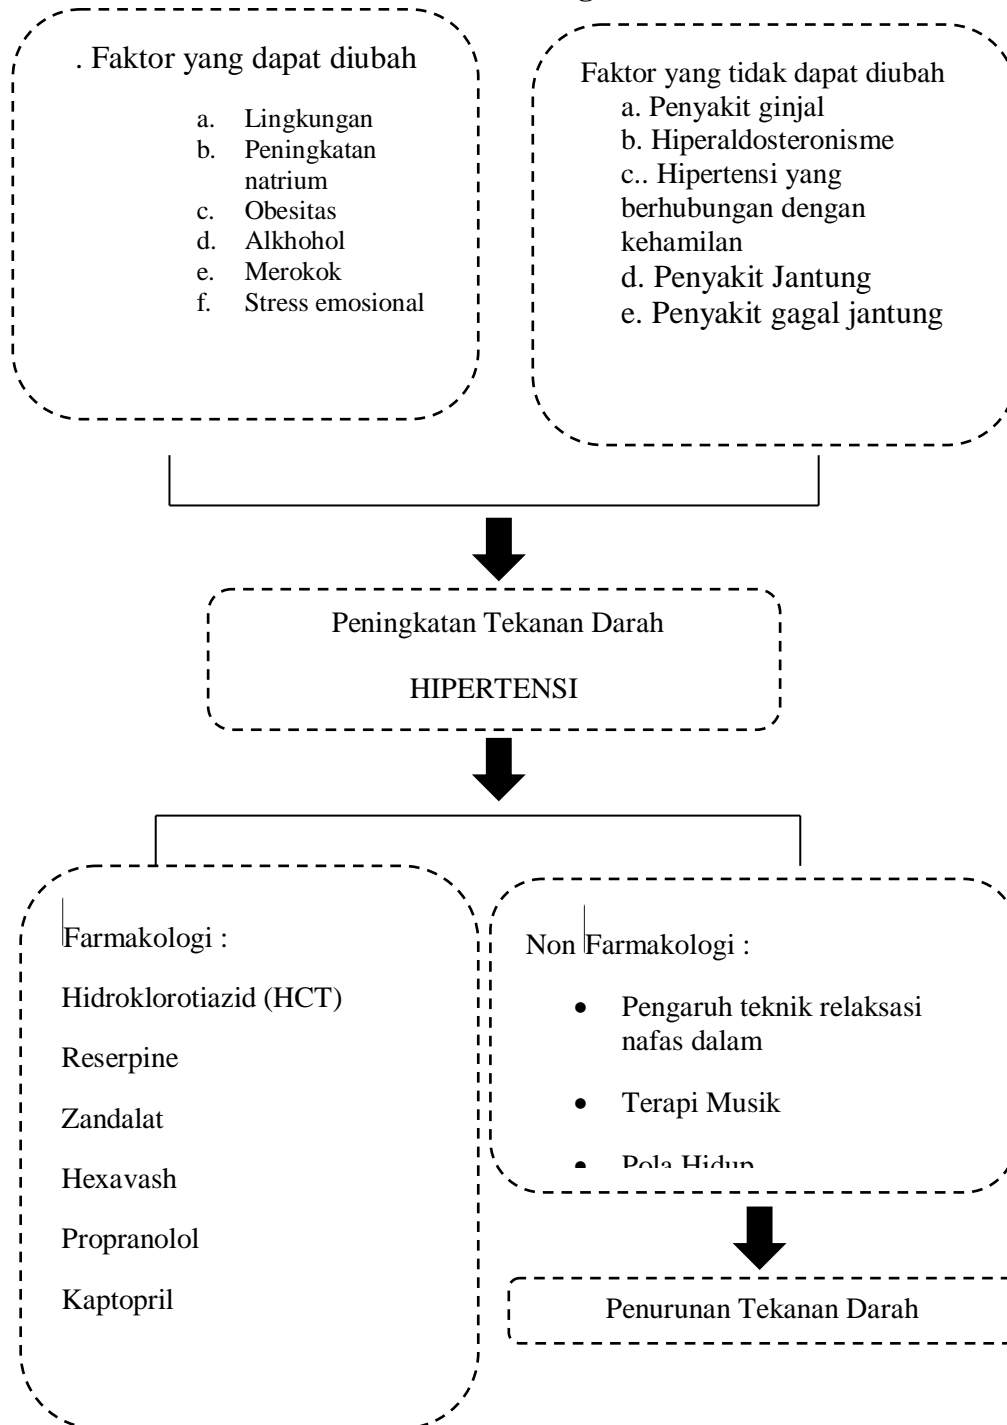 . Faktor yang dapat diubah
a. Lingkungan
b. Peningkatan
natrium
c. Obesitas
d. Alkhohol
e. Merokok
f. Stress emosional
Faktor yang tidak dapat diubah
a. Penyakit ginjal
b. Hiperaldosteronisme
c.. Hipertensi yang
berhubungan dengan
kehamilan
d. Penyakit Jantung
e. Penyakit gagal jantung
Peningkatan Tekanan Darah
HIPERTENSI
Farmakologi :
Hidroklorotiazid (HCT)
Reserpine
Zandalat
Hexavash
Propranolol
Kaptopril
Non Farmakologi :
• Pengaruh teknik relaksasi
nafas dalam
• Terapi Musik
• Pola Hidup
Penurunan Tekanan Darah